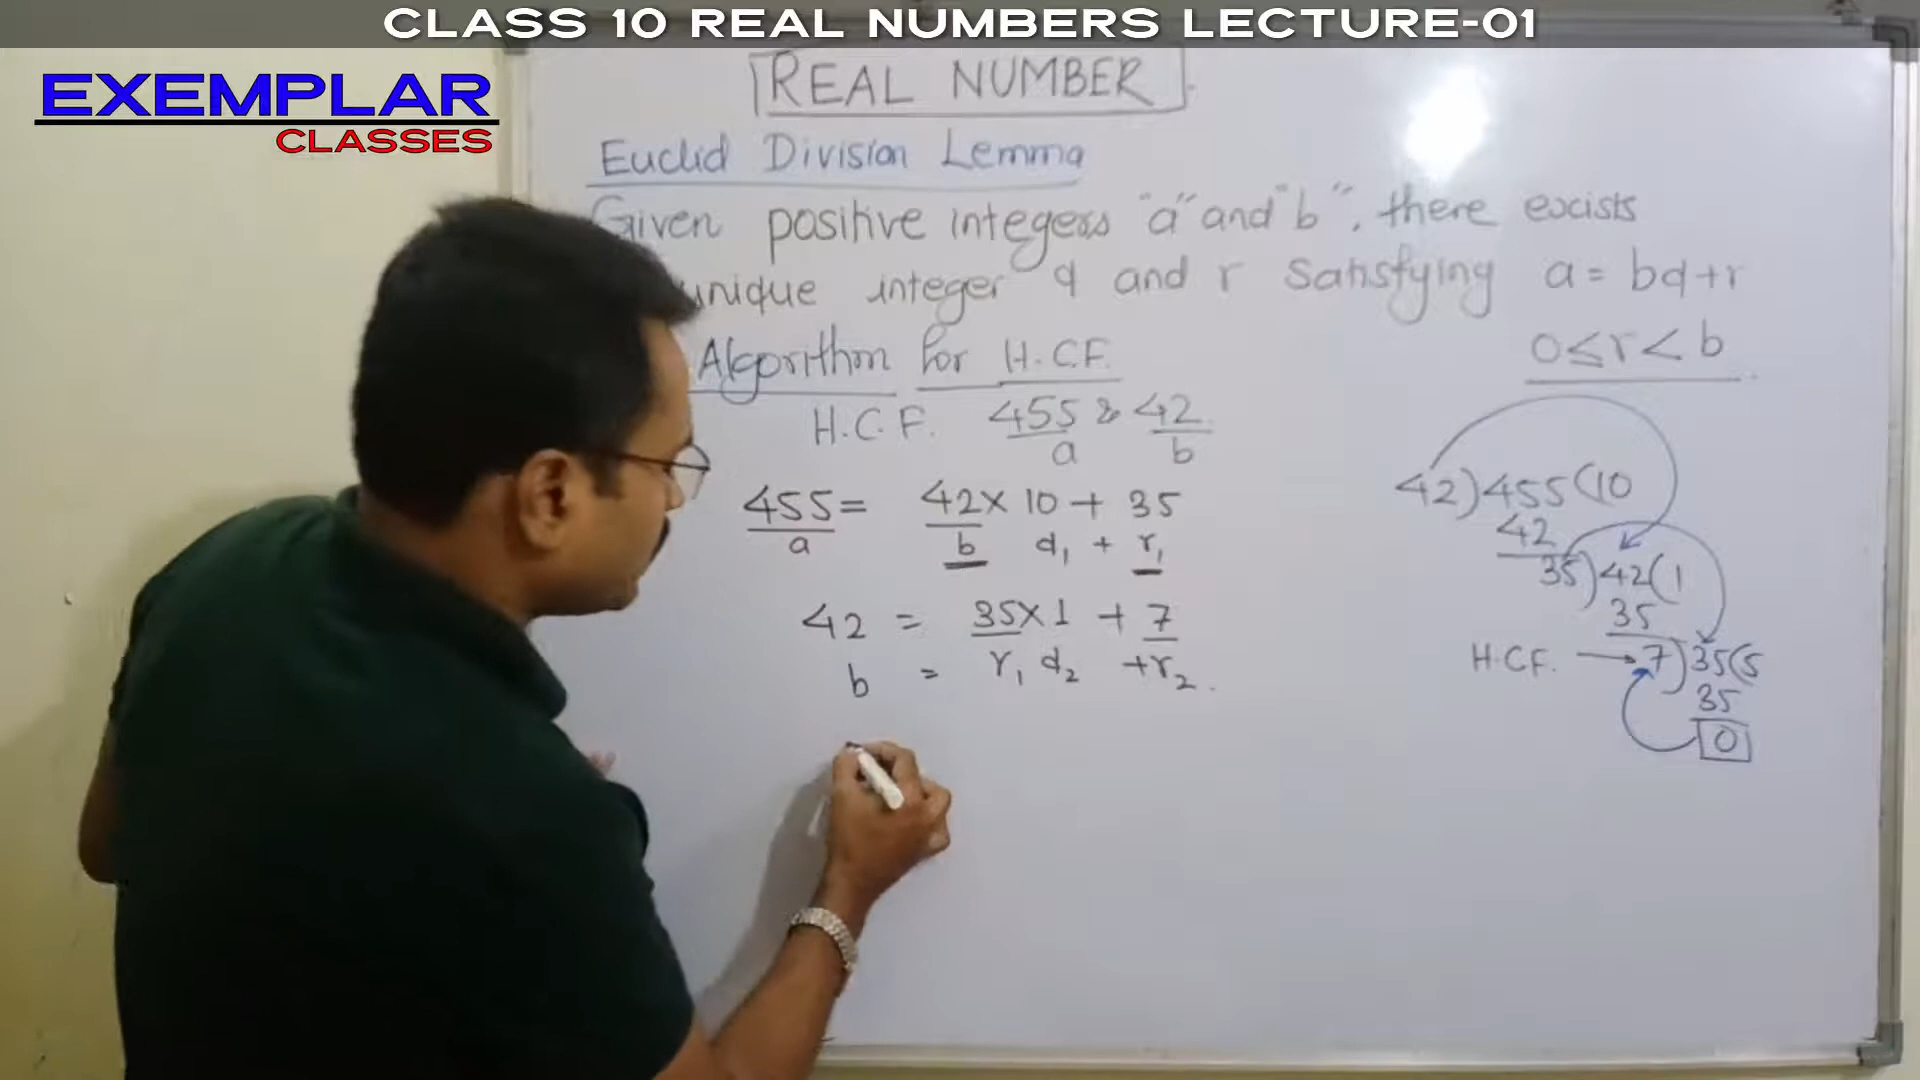 CLASS 10 REAL NUMBERS LECTURE-01
EXEMPLAR
CLASSES
REAL NUMBER
Euclid Division Lemma
Given positive integers "a" and "b", there exists
unique integer q and r satisfying a = bq+r
0≤r<b
Algorithm for H.C.F.
H.C.F. 455 & 42
a b
455 = 42 × 10 + 35
a b q₁ + r₁
42 = 35 × 1 + 7
b = r₁ q₂ + r₂.
42)455(10
42
35)42(1
35
H.C.F. → 7)35(5
35
0